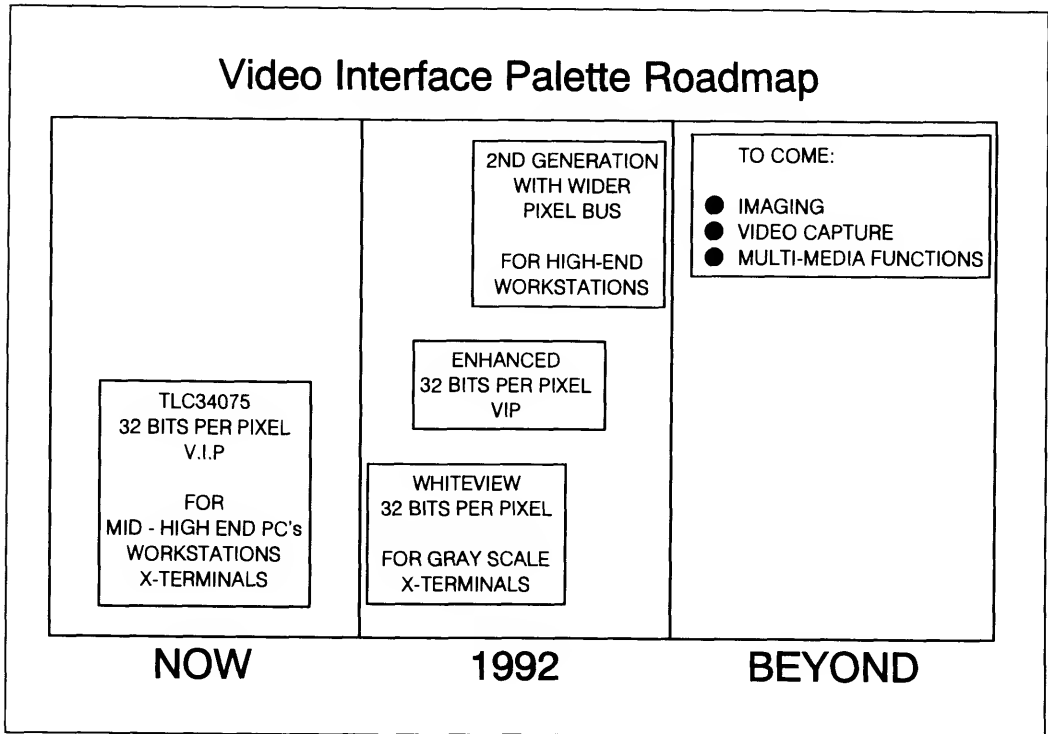 Video Interface Palette Roadmap
TLC34075
32 BITS PER PIXEL
V.I.P
FOR
MID - HIGH END PC's
WORKSTATIONS
X-TERMINALS
2ND GENERATION
WITH WIDER
PIXEL BUS
FOR HIGH-END
WORKSTATIONS
ENHANCED
32 BITS PER PIXEL
VIP
WHITEVIEW
32 BITS PER PIXEL
FOR GRAY SCALE
X-TERMINALS
TO COME:
● IMAGING
● VIDEO CAPTURE
● MULTI-MEDIA FUNCTIONS
NOW
1992
BEYOND